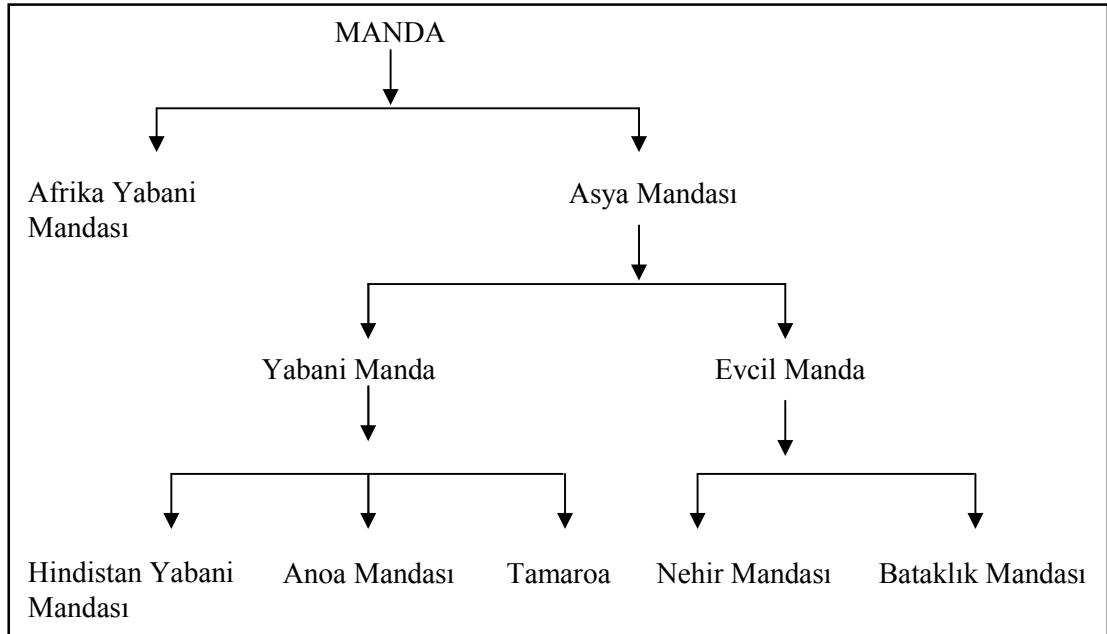 MANDA
Afrika Yabani
Mandası
Asya Mandası
Yabani Manda
Evcil Manda
Hindistan Yabani
Mandası
Anoa Mandası
Tamaroa
Nehir Mandası
Bataklık Mandası